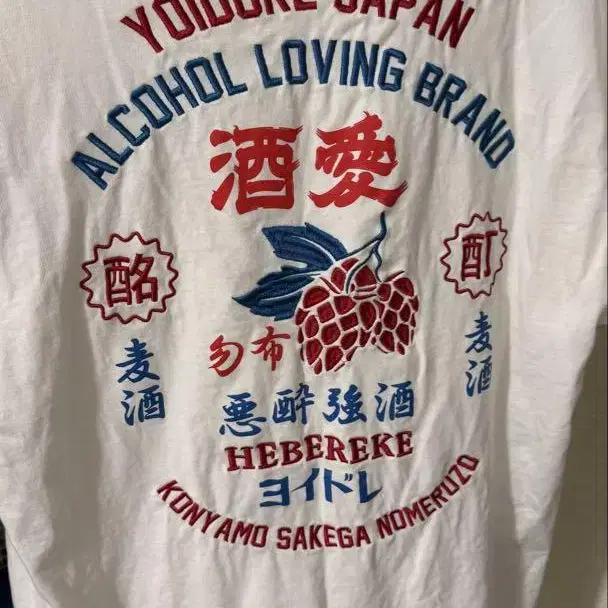 YOIDORE JAPAN
ALCOHOL LOVING BRAND
酒愛
酩
酊
麦酒
麦酒
勿布
悪酔強酒
HEBEREKE
ヨイドレ
KONYAMO SAKEGA NOMERUZO